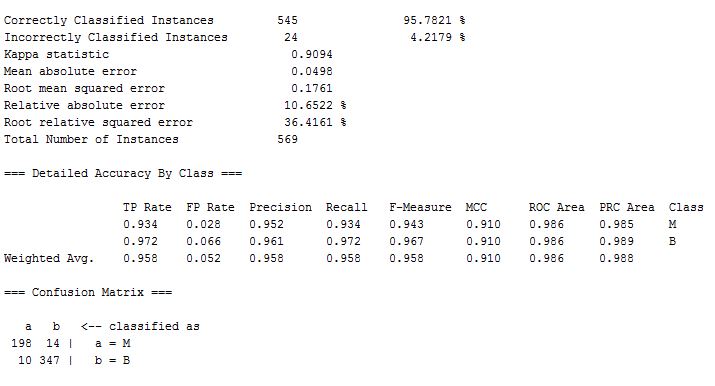 Correctly Classified Instances         545               95.7821 %
Incorrectly Classified Instances        24                4.2179 %
Kappa statistic                          0.9094
Mean absolute error                      0.0498
Root mean squared error                  0.1761
Relative absolute error                 10.6522 %
Root relative squared error             36.4161 %
Total Number of Instances              569
=== Detailed Accuracy By Class ===
                 TP Rate  FP Rate  Precision  Recall   F-Measure  MCC      ROC Area  PRC Area  Class
                 0.934    0.028    0.952      0.934    0.943      0.910    0.986     0.985     M
                 0.972    0.066    0.961      0.972    0.967      0.910    0.986     0.989     B
Weighted Avg.    0.958    0.052    0.958      0.958    0.958      0.910    0.986     0.988
=== Confusion Matrix ===
   a   b   <-- classified as
 198  14 |   a = M
  10 347 |   b = B